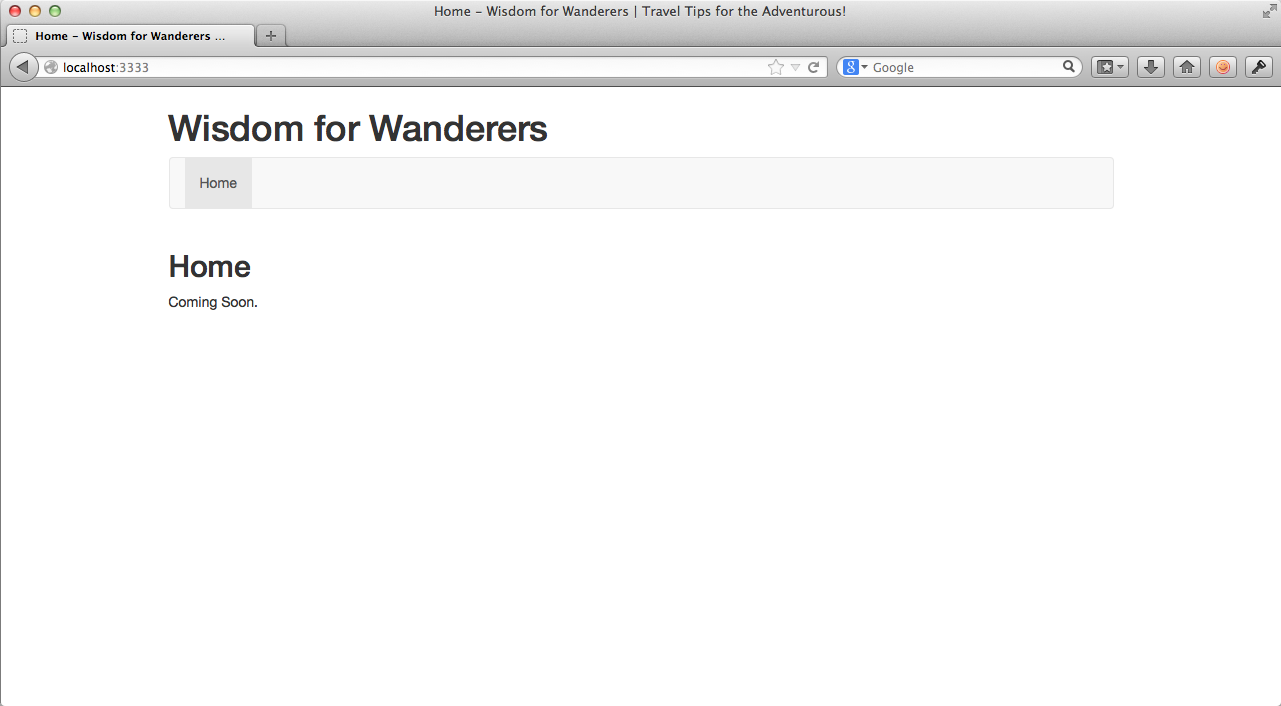 Home - Wisdom for Wanderers | Travel Tips for the Adventurous!
Home - Wisdom for Wanderers ...
localhost:3333
8 Google
Wisdom for Wanderers
Home
Home
Coming Soon.